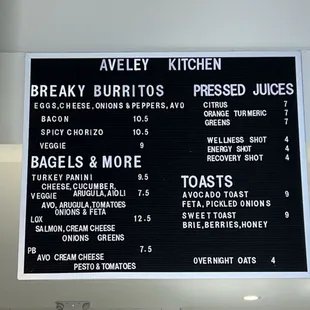 AVELEY KITCHEN
BREAKY BURRITOS
EGGS,CHEESE,ONIONS & PEPPERS, AVO
BACON 10.5
SPICY CHORIZO 10.5
VEGGIE 9
BAGELS & MORE
TURKEY PANINI 9.5
CHEESE, CUCUMBER,
ARUGULA, AIOLI
VEGGIE 7.5
AVO, ARUGULA, TOMATOES
ONIONS & FETA
LOX 12.5
SALMON, CREAM CHEESE
ONIONS GREENS
PB 7.5
AVO CREAM CHEESE
PESTO & TOMATOES
PRESSED JUICES
CITRUS 7
ORANGE TURMERIC 7
GREENS 7
WELLNESS SHOT 4
ENERGY SHOT 4
RECOVERY SHOT 4
TOASTS
AVOCADO TOAST 9
FETA, PICKLED ONIONS
SWEET TOAST 9
BRIE, BERRIES, HONEY
OVERNIGHT OATS 4